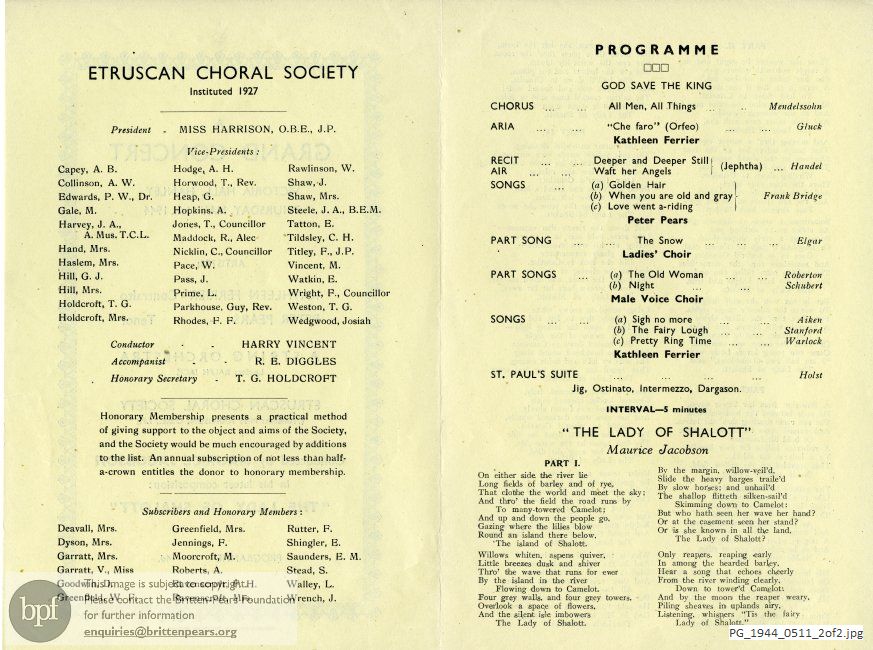 ETRUSCAN CHORAL SOCIETY
Instituted 1927
President - MISS HARRISON, O.B.E., J.P.
Vice-Presidents :
Capey, A. B.
Collinson, A. W.
Edwards, P. W., Dr.
Gale, M.
Harvey, J. A.,
A. Mus. T.C.L.
Hand, Mrs.
Haslem, Mrs.
Hill, G. J.
Hill, Mrs.
Holdcroft, T. G.
Holdcroft, Mrs.
Hodge, A. H.
Horwood, T., Rev.
Heap, G.
Hopkins, A.
Jones, T., Councillor
Maddock, R., Alec
Nicklin, C., Councillor
Pace, W.
Pass, J.
Prime, L.
Parkhouse, Guy, Rev.
Rhodes, F. F.
Rawlinson, W.
Shaw, J.
Shaw, Mrs.
Steele, J. A., B.E.M.
Tatton, E.
Tildsley, C. H.
Titley, F., J.P.
Vincent, M.
Watkin, E.
Wright, F., Councillor
Weston, T. G.
Wedgwood, Josiah
Conductor - HARRY VINCENT
Accompanist - R. E. DIGGLES
Honorary Secretary - T. G. HOLDCROFT
Honorary Membership presents a practical method
of giving support to the object and aims of the Society,
and the Society would be much encouraged by additions
to the list. An annual subscription of not less than half-
a-crown entitles the donor to honorary membership.
Subscribers and Honorary Members :
Deavall, Mrs.
Dyson, Mrs.
Garratt, Mrs.
Garratt, V., Miss
Greenfield, Mrs.
Jennings, F.
Moorcroft, M.
Roberts, A.
Rutter, F.
Shingler, E.
Saunders, E. M.
Stead, S.
Walley, L.
Wrench, J.
bpf
This image is subject to copyright.
Please contact the Britten-Pears Foundation
for further information
enquiries@brittenpears.org
PROGRAMME
GOD SAVE THE KING
CHORUS ... ... All Men, All Things ... .. Mendelssohn
ARIA ... ... "Che faro" (Orfeo) ... ... Gluck
Kathleen Ferrier
RECIT ... ... Deeper and Deeper Still
AIR ... ... Waft her Angels (Jephtha) ... Handel
SONGS ... (a) Golden Hair
(b) When you are old and gray Frank Bridge
(c) Love went a-riding
Peter Pears
PART SONG ... The Snow ... ... Elgar
Ladies' Choir
PART SONGS ... (a) The Old Woman ... ... Roberton
(b) Night ... ... Schubert
Male Voice Choir
SONGS ... ... (a) Sigh no more ... ... Aiken
(b) The Fairy Lough ... ... Stanford
(c) Pretty Ring Time ... ... Warlock
Kathleen Ferrier
ST. PAUL'S SUITE ... ... ... ... Holst
Jig, Ostinato, Intermezzo, Dargason.
INTERVAL—5 minutes
"THE LADY OF SHALOTT"
Maurice Jacobson
PART I.
On either side the river lie
Long fields of barley and of rye,
That clothe the world and meet the sky;
And thro' the field the road runs by
To many-towered Camelot;
And up and down the people go,
Gazing where the lilies blow
Round an island there below,
The island of Shalott.
Willows whiten, aspens quiver,
Little breezes dusk and shiver
Thro' the wave that runs for ever
By the island in the river
Flowing down to Camelot.
Four grey walls, and four grey towers,
Overlook a space of flowers,
And the silent isle imbowers
The Lady of Shalott.
By the margin, willow-veil'd,
Slide the heavy barges traile'd
By slow horses; and unhail'd
The shallop flitteth silken-sail'd
Skimming down to Camelot:
But who hath seen her wave her hand?
Or at the casement seen her stand?
Or is she known in all the land,
The Lady of Shalott?
Only reapers, reaping early
In among the bearded barley,
Hear a song that echoes cheerly
From the river winding clearly,
Down to tower'd Camelot:
And by the moon the reaper weary,
Piling sheaves in uplands airy,
Listening, whispers "Tis the fairy
Lady of Shalott."
PG_1944_0511_2of2.jpg